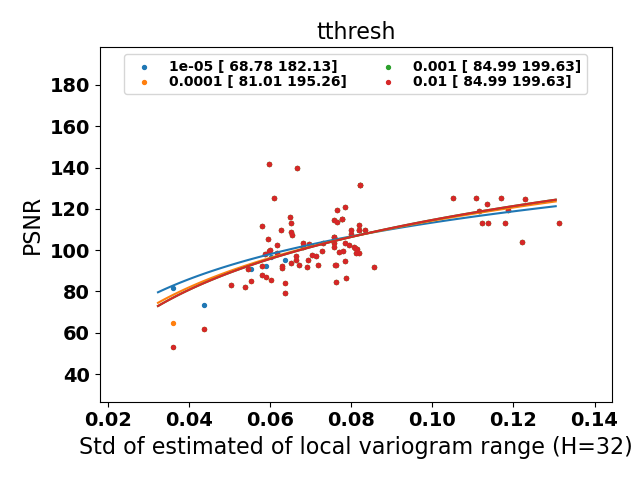 tthresh
1e-05 [ 68.78 182.13]
0.0001 [ 81.01 195.26]
0.001 [ 84.99 199.63]
0.01 [ 84.99 199.63]
PSNR
180
160
140
120
100
80
60
40
0.02 0.04 0.06 0.08 0.10 0.12 0.14
Std of estimated of local variogram range (H=32)